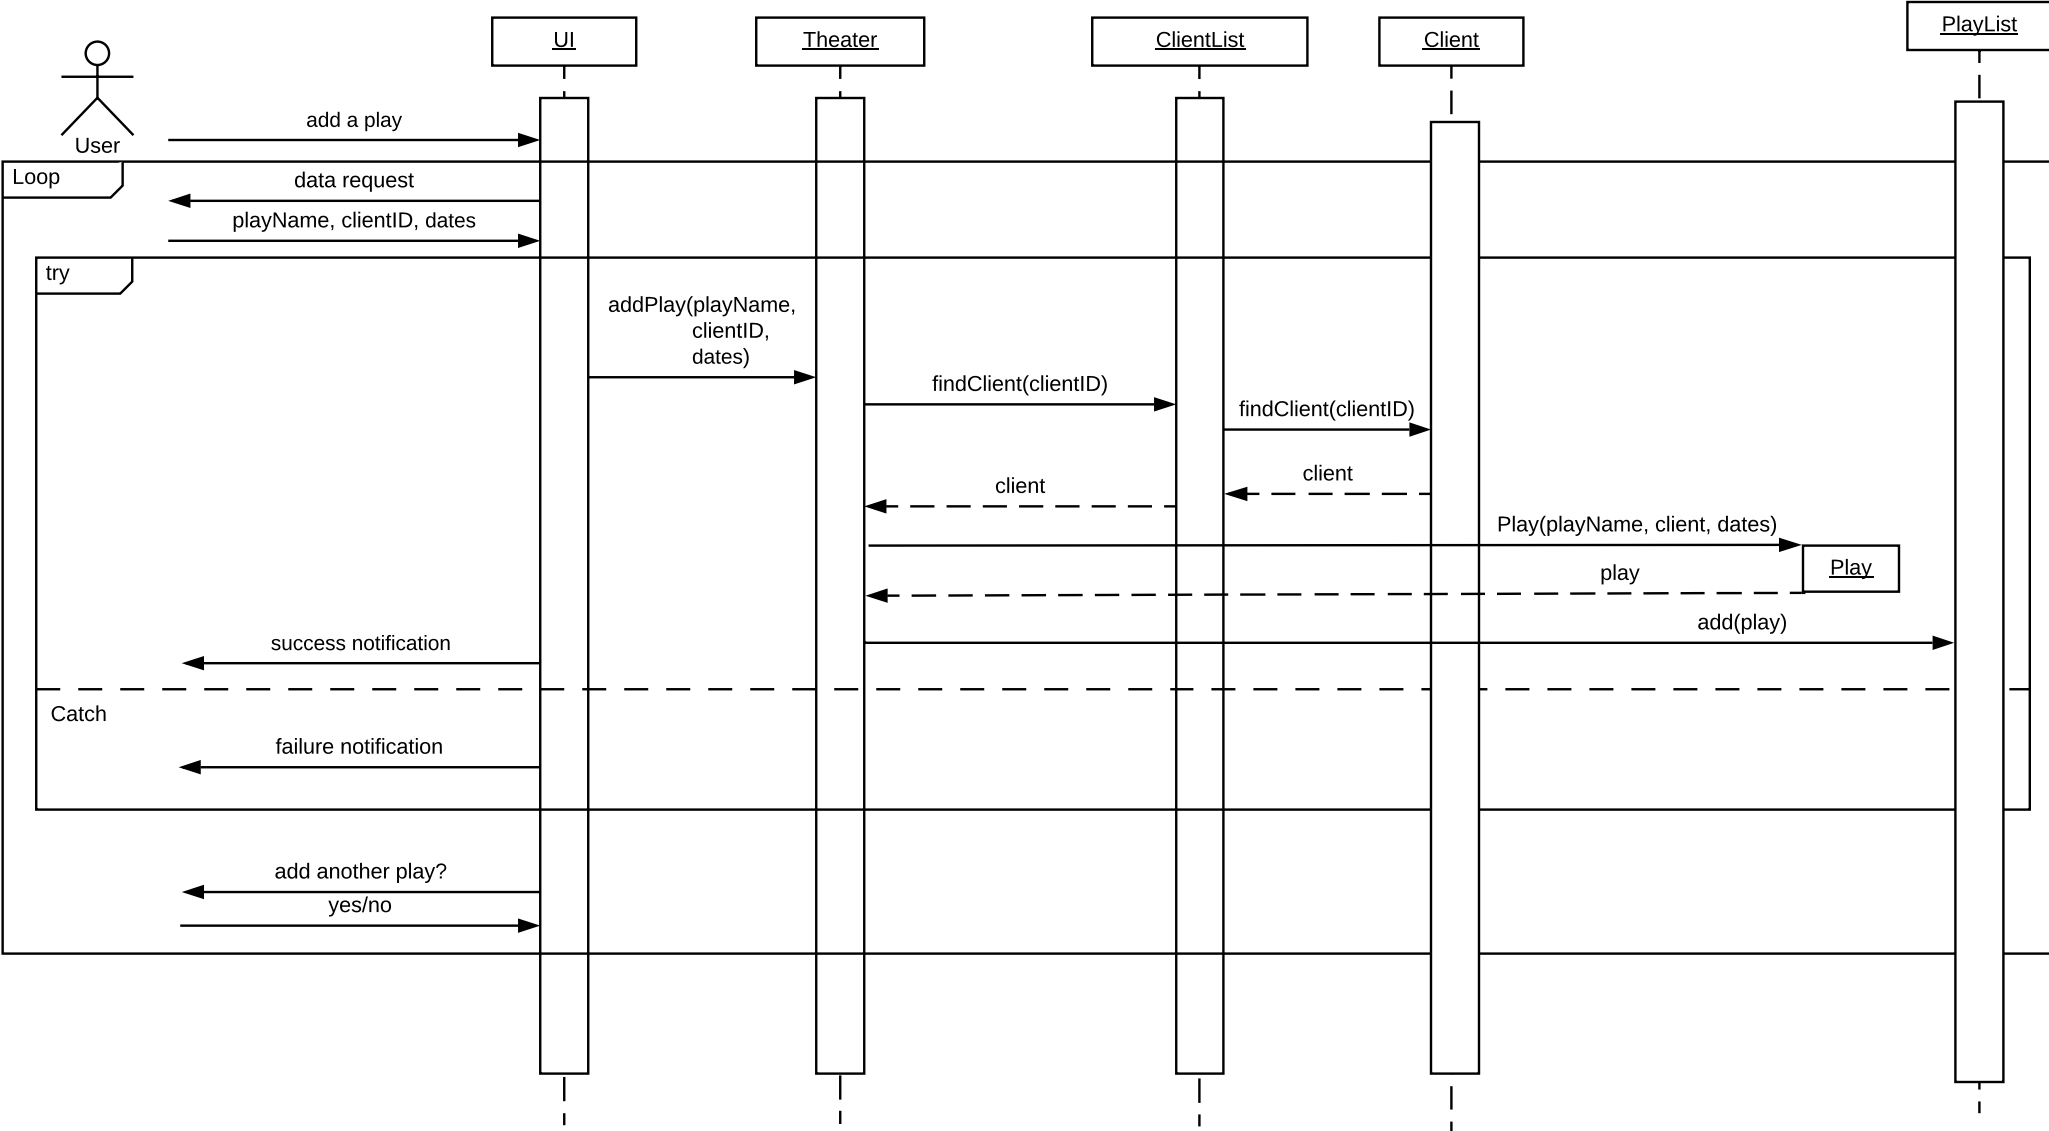 UI
Theater
ClientList
Client
PlayList
User
add a play
Loop
data request
playName, clientID, dates
try
addPlay(playName,
clientID,
dates)
findClient(clientID)
findClient(clientID)
client
client
Play(playName, client, dates)
Play
play
add(play)
success notification
Catch
failure notification
add another play?
yes/no